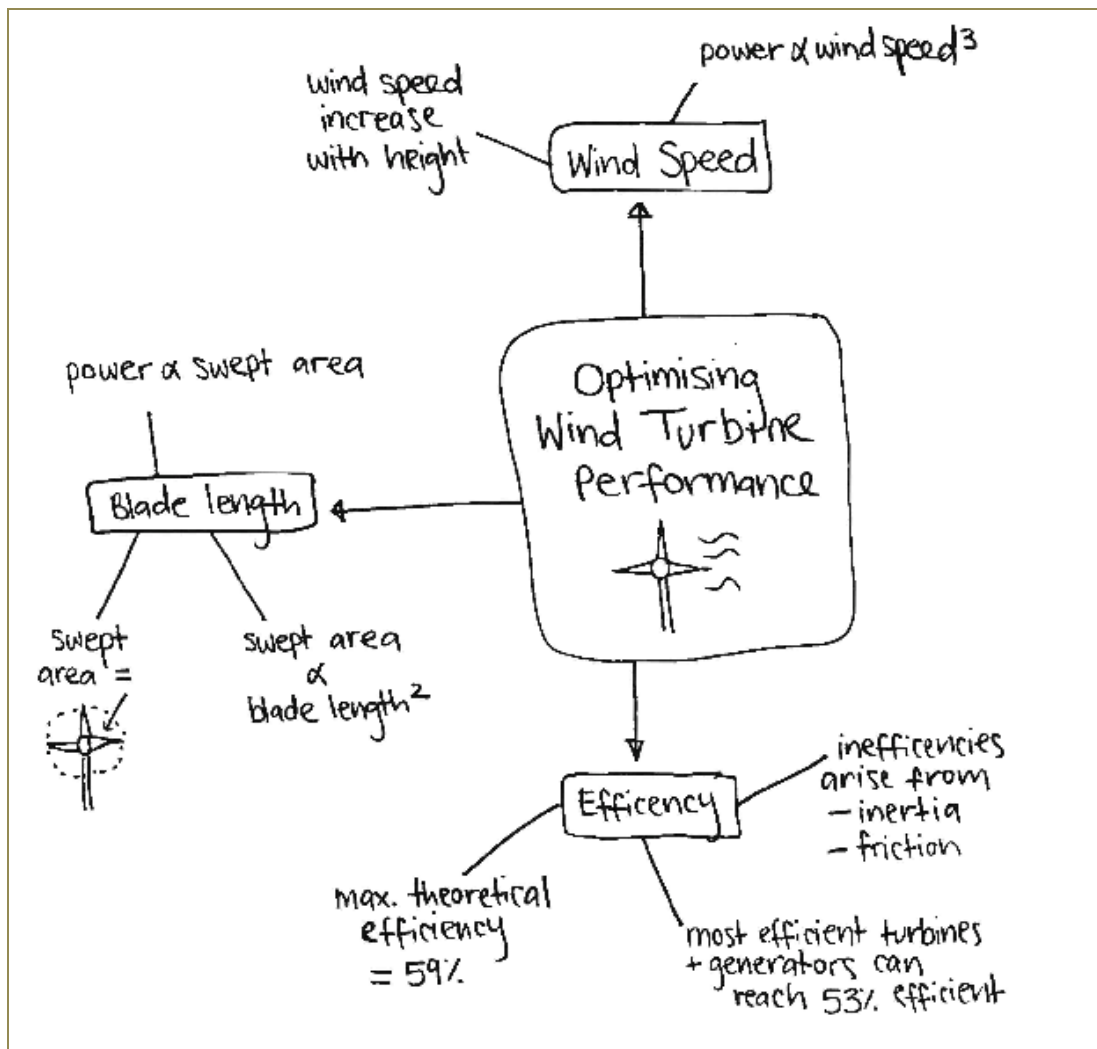 power ∝ wind speed³
wind speed
increase
with height
Wind Speed
Optimising
Wind Turbine
Performance
power ∝ swept area
Blade length
swept
area =
swept area
∝
blade length²
Efficency
inefficencies
arise from
- inertia
- friction
max. theoretical
efficiency
= 59%
most efficient turbines
+ generators can
reach 53% efficient